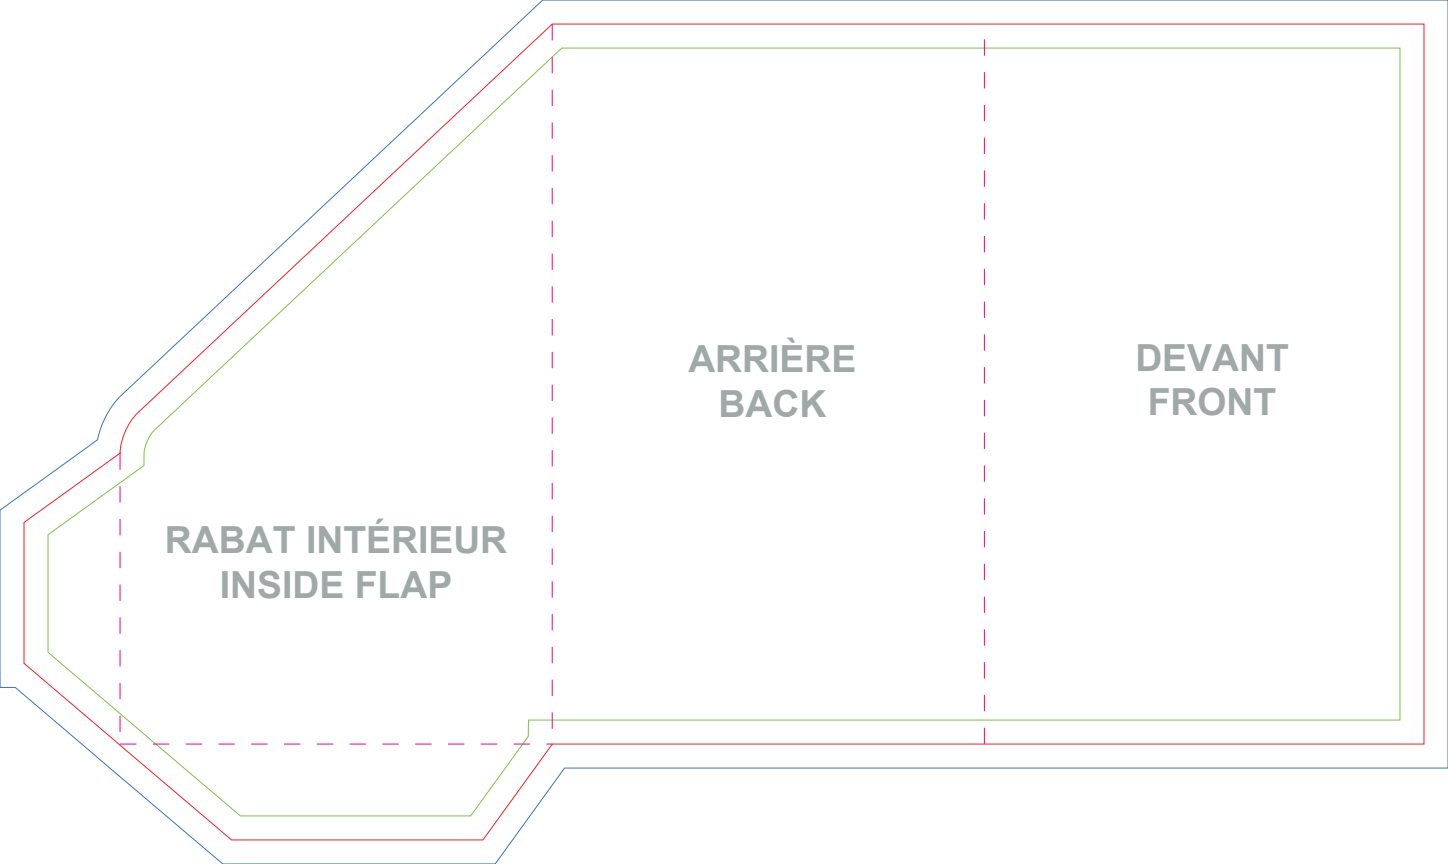 ARRIÈRE
BACK
DEVANT
FRONT
RABAT INTÉRIEUR
INSIDE FLAP